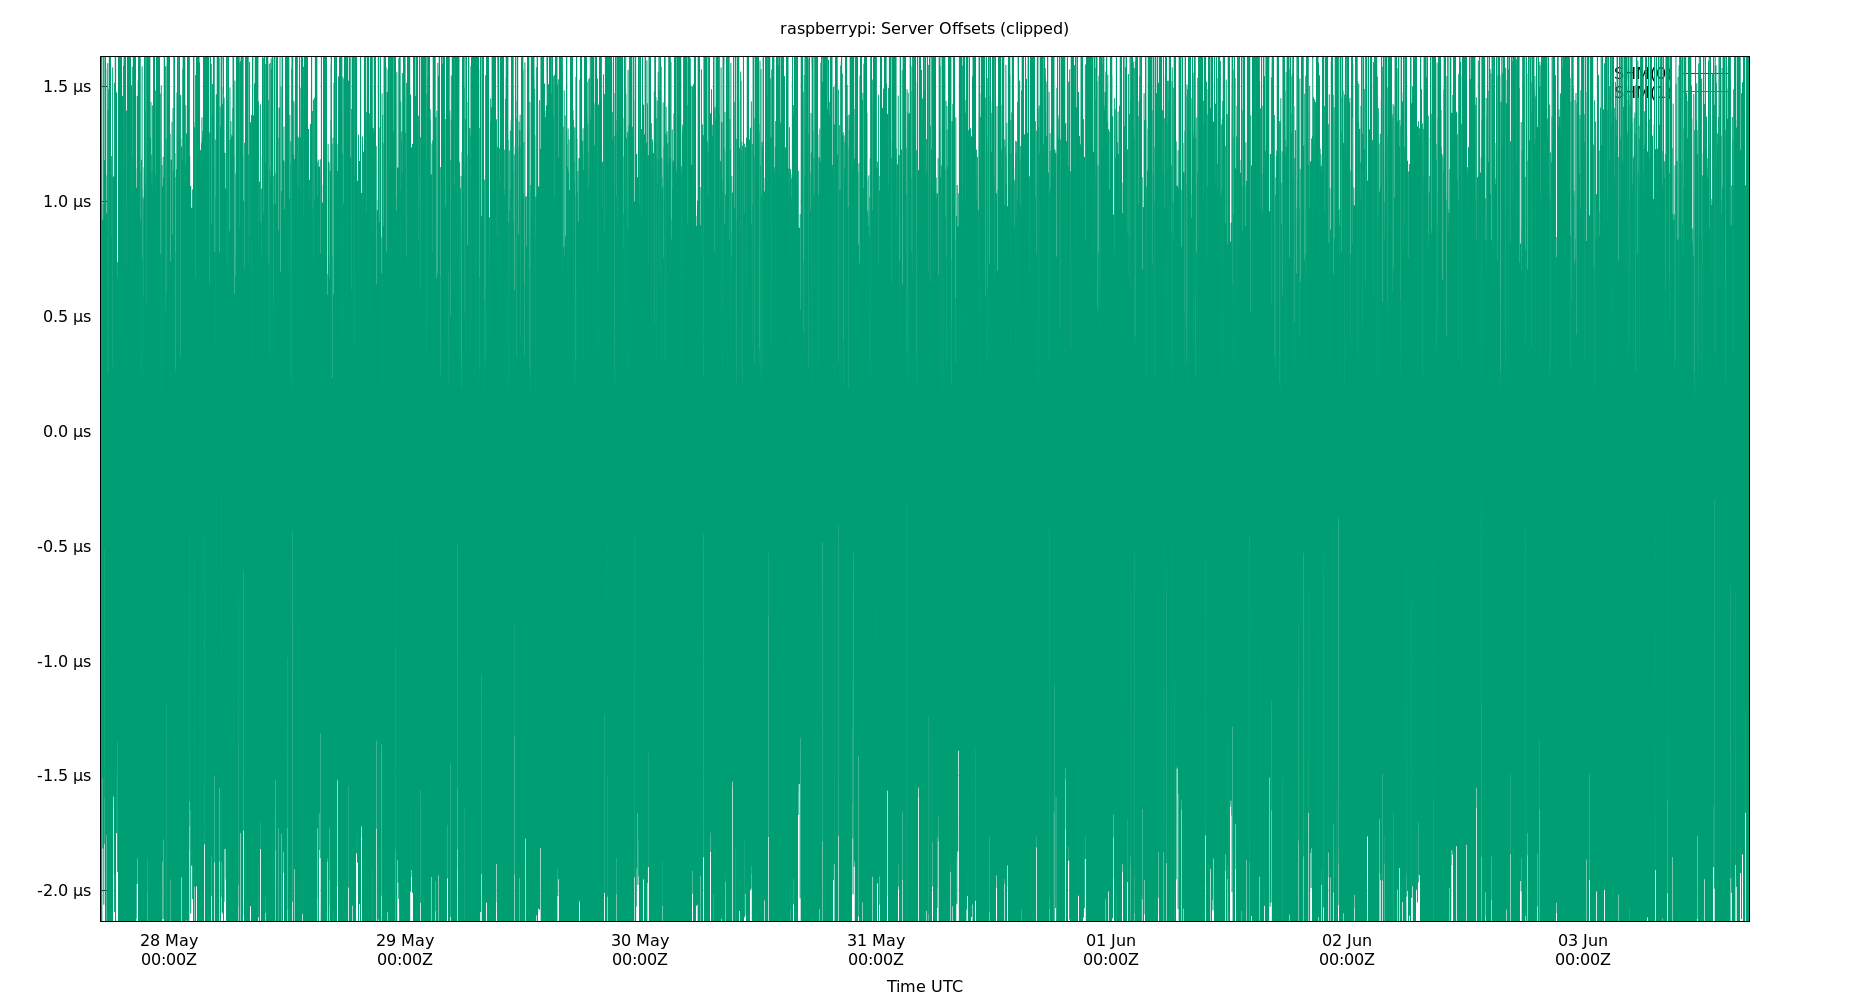 raspberrypi: Server Offsets (clipped)
SHM(0)
1.5 µs
1.0 µs
0.5 µs
0.0 µs
-0.5 µs
-1.0 µs
-1.5 µs
-2.0 µs
28 May 29 May 30 May 31 May 01 Jun 02 Jun 03 Jun
00:00Z 00:00Z 00:00Z 00:00Z 00:00Z 00:00Z 00:00Z
Time UTC